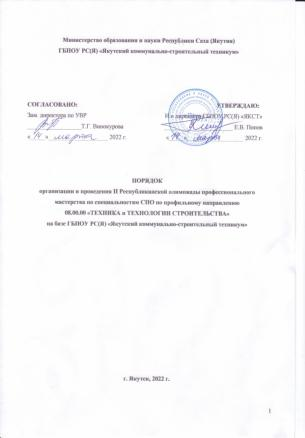 Министерство образования и науки Республики Саха (Якутия)
ГБПОУ РС(Я) «Якутский коммунально-строительный техникум»
СОГЛАСОВАНО: УТВЕРЖДАЮ:
Зам. директора по УВР И.о директора ГБПОУ РС(Я) «ЯКСТ»
Т.Г. Винокурова Е.В. Попов
«14» марта 2022 г. «14» марта 2022 г.
ПОРЯДОК
организации и проведения II Республиканской олимпиады профессионального
мастерства по специальностям СПО по профильному направлению
08.00.00 «ТЕХНИКА и ТЕХНОЛОГИИ СТРОИТЕЛЬСТВА»
на базе ГБПОУ РС(Я) «Якутский коммунально-строительный техникум»
г. Якутск, 2022 г.
1